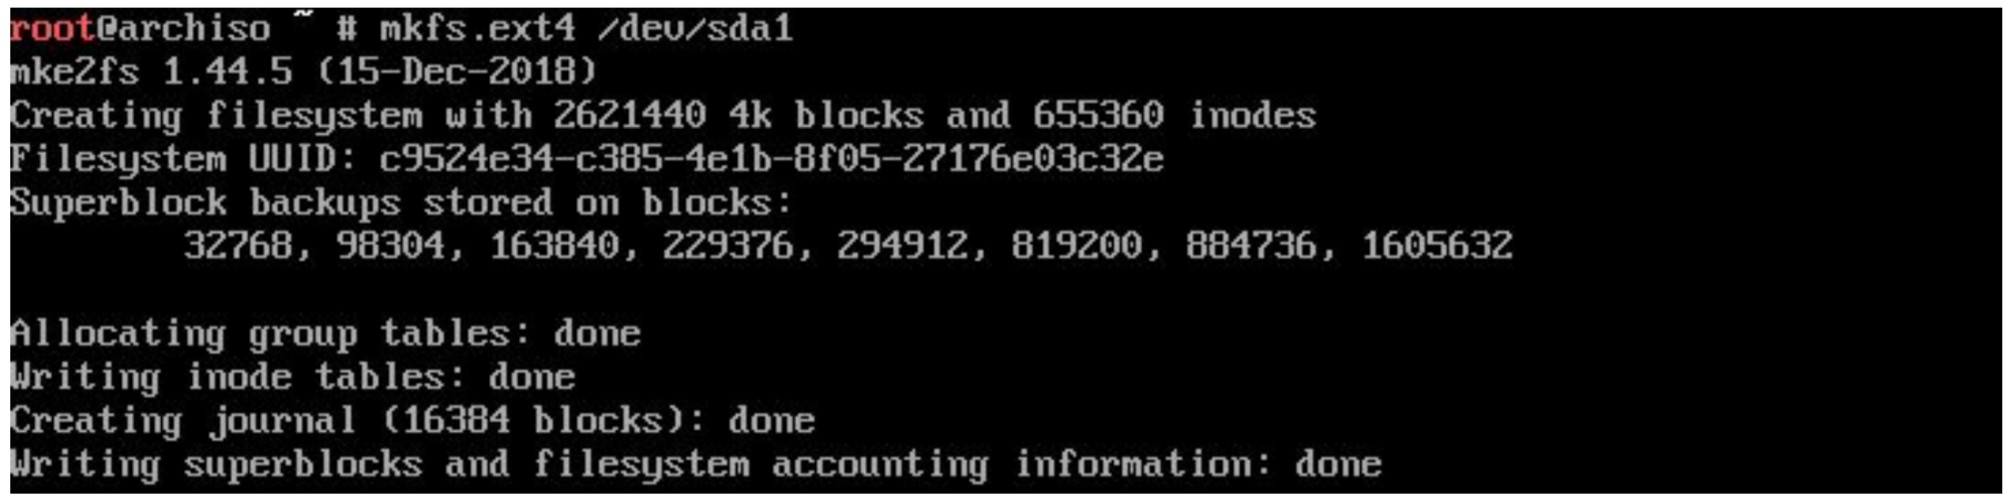 root@archiso ~ # mkfs.ext4 /dev/sda1
mke2fs 1.44.5 (15-Dec-2018)
Creating filesystem with 2621440 4k blocks and 655360 inodes
Filesystem UUID: c9524e34-c385-4e1b-8f05-27176e03c32e
Superblock backups stored on blocks:
32768, 98304, 163840, 229376, 294912, 819200, 884736, 1605632
Allocating group tables: done
Writing inode tables: done
Creating journal (16384 blocks): done
Writing superblocks and filesystem accounting information: done